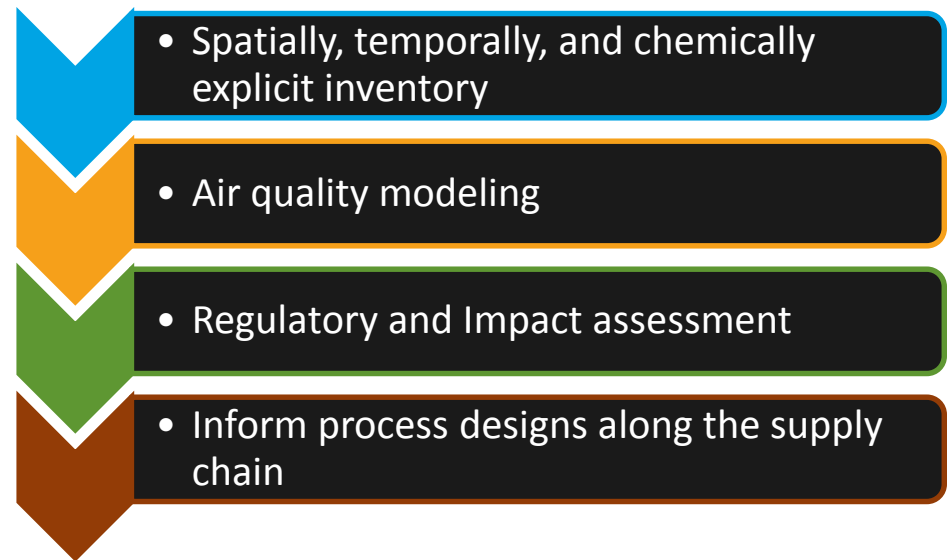 • Spatially, temporally, and chemically
explicit inventory
• Air quality modeling
• Regulatory and Impact assessment
• Inform process designs along the supply
chain